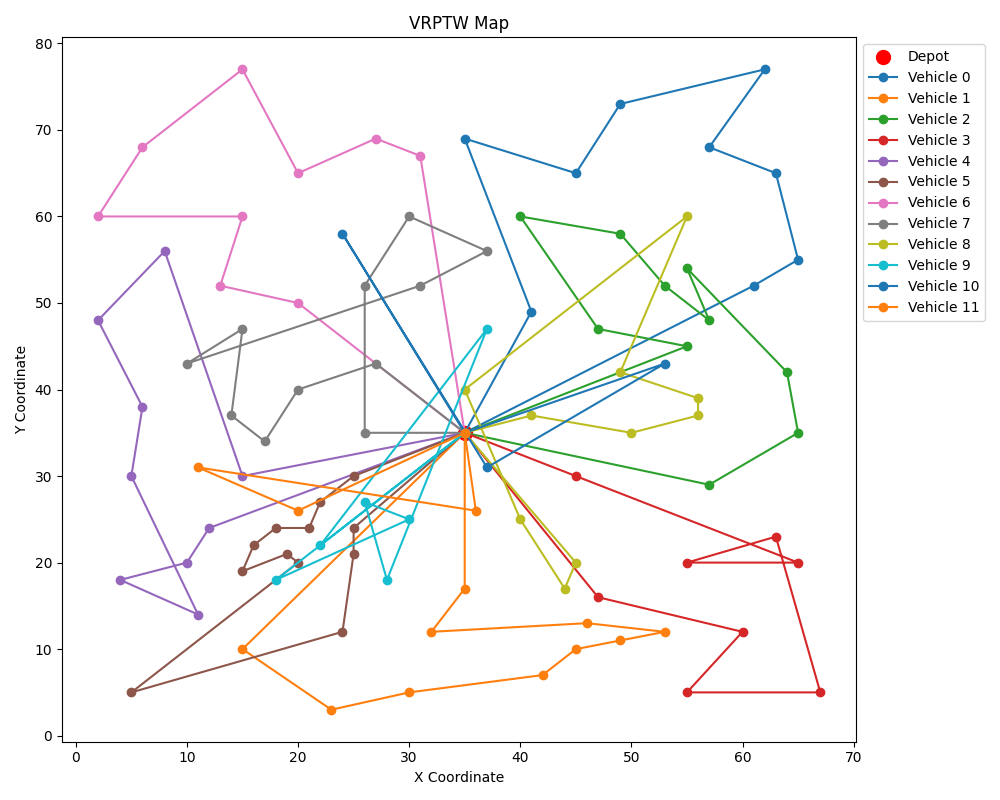 VRPTW Map
80
70
60
50
40
30
20
10
0
Y Coordinate
0 10 20 30 40 50 60 70
X Coordinate
Depot
Vehicle 0
Vehicle 1
Vehicle 2
Vehicle 3
Vehicle 4
Vehicle 5
Vehicle 6
Vehicle 7
Vehicle 8
Vehicle 9
Vehicle 10
Vehicle 11